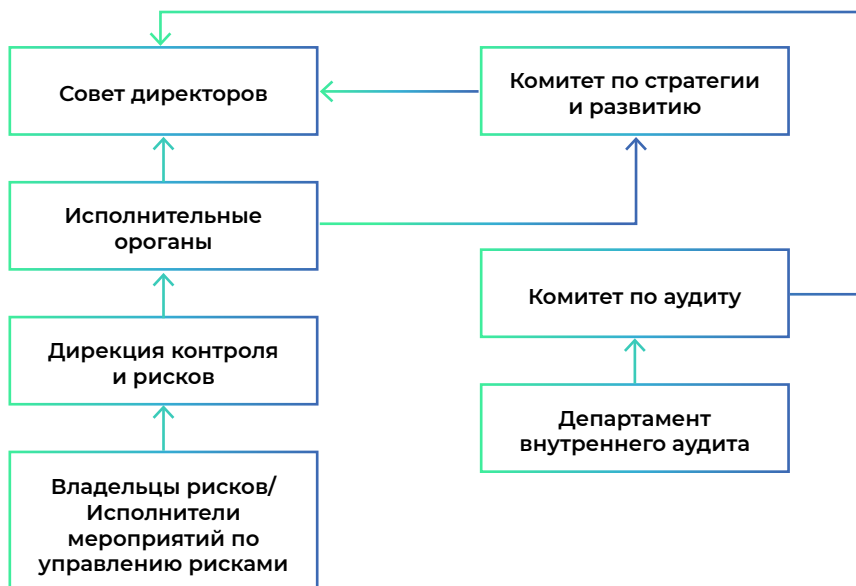 Совет директоров
Комитет по стратегии
и развитию
Исполнительные
ороганы
Комитет по аудиту
Дирекция контроля
и рисков
Департамент
внутреннего аудита
Владельцы рисков/
Исполнители
мероприятий по
управлению рисками